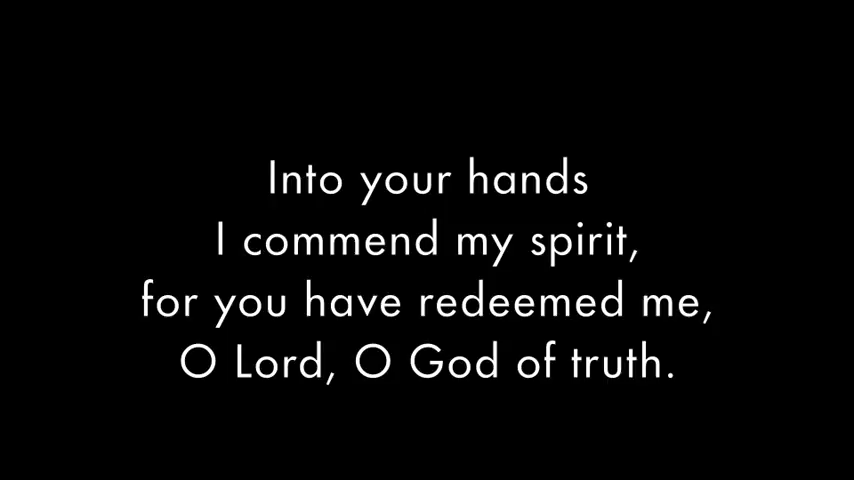 Into your hands
I commend my spirit,
for you have redeemed me,
O Lord, O God of truth.